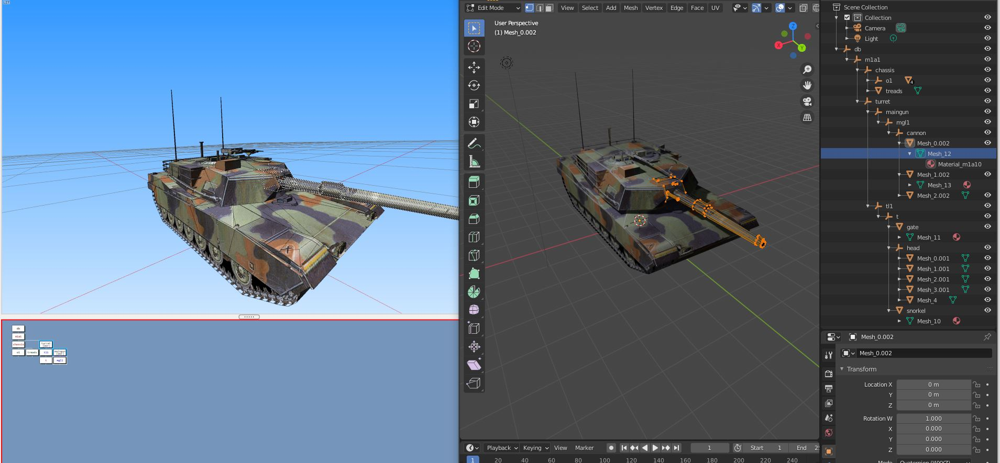 Edit Mode
View Select Add Mesh Vertex Edge Face UV
User Perspective
(1) Mesh_0.002
Z
X
Y
Scene Collection
Collection
Camera
Light
db
m1a1
chassis
o1 4
treads
turret
maingun
mgl1
cannon
Mesh_0.002
Mesh_12
Material_m1a10
Mesh_1.002
Mesh_13
Mesh_2.002
tl1
t
gate
Mesh_11
head
Mesh_0.001
Mesh_1.001
Mesh_2.001
Mesh_3.001
Mesh_4
snorkel
Mesh_10
db
m1a1
chassis turret
[DOF]
o1 treads tl1 maingun
[DOF]
t mgl1
Mesh_0.002
Mesh_0.002
Transform
Location X 0 m
Y 0 m
Z 0 m
Rotation W 1.000
X 0.000
Y 0.000
Z 0.000
Playback Keying View Marker 1 Start 1 End
1 20 40 60 80 100 120 140 160 180 200 220 240